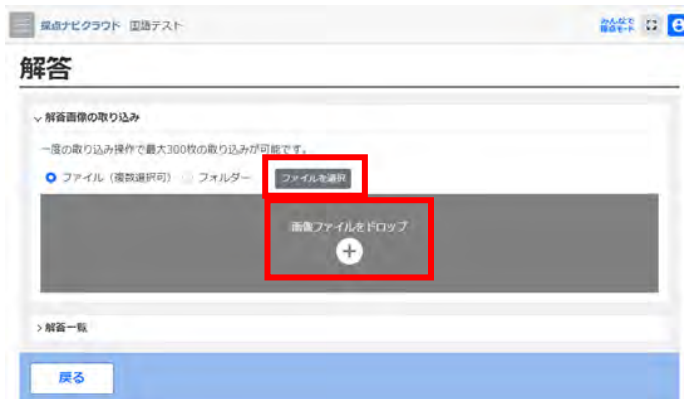 採点ナビクラウド 国語テスト
みんなで
採点モード
解答
解答画像の取り込み
一度の取り込み操作で最大300枚の取り込みが可能です。
ファイル（複数選択可） フォルダー ファイルを選択
画像ファイルをドロップ
解答一覧
戻る